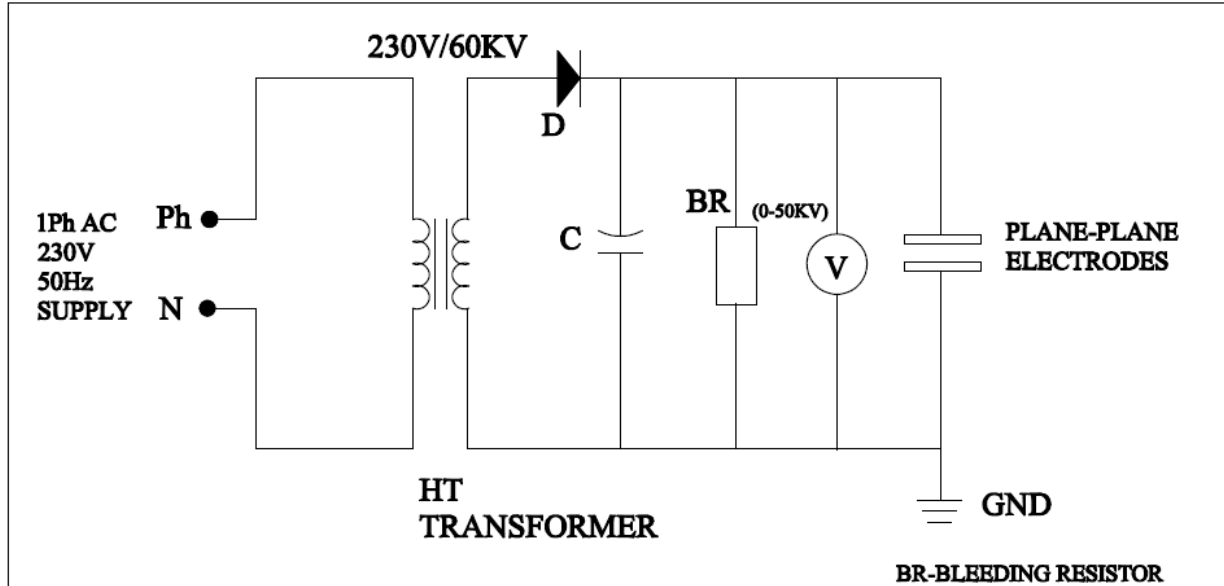 230V/60KV
D
1Ph AC
230V
50Hz
SUPPLY
Ph
N
C
BR
(0-50KV)
V
PLANE-PLANE
ELECTRODES
HT
TRANSFORMER
GND
BR-BLEEDING RESISTOR